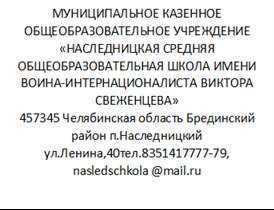 МУНИЦИПАЛЬНОЕ КАЗЕННОЕ
ОБЩЕОБРАЗОВАТЕЛЬНОЕ УЧРЕЖДЕНИЕ
«НАСЛЕДНИЦКАЯ СРЕДНЯЯ
ОБЩЕОБРАЗОВАТЕЛЬНАЯ ШКОЛА ИМЕНИ
ВОИНА-ИНТЕРНАЦИОНАЛИСТА ВИКТОРА
СВЕЖЕНЦЕВА»
457345 Челябинская область Брединский
район п.Наследницкий
ул.Ленина,40тел.8351417777-79,
nasledschkola @mail.ru